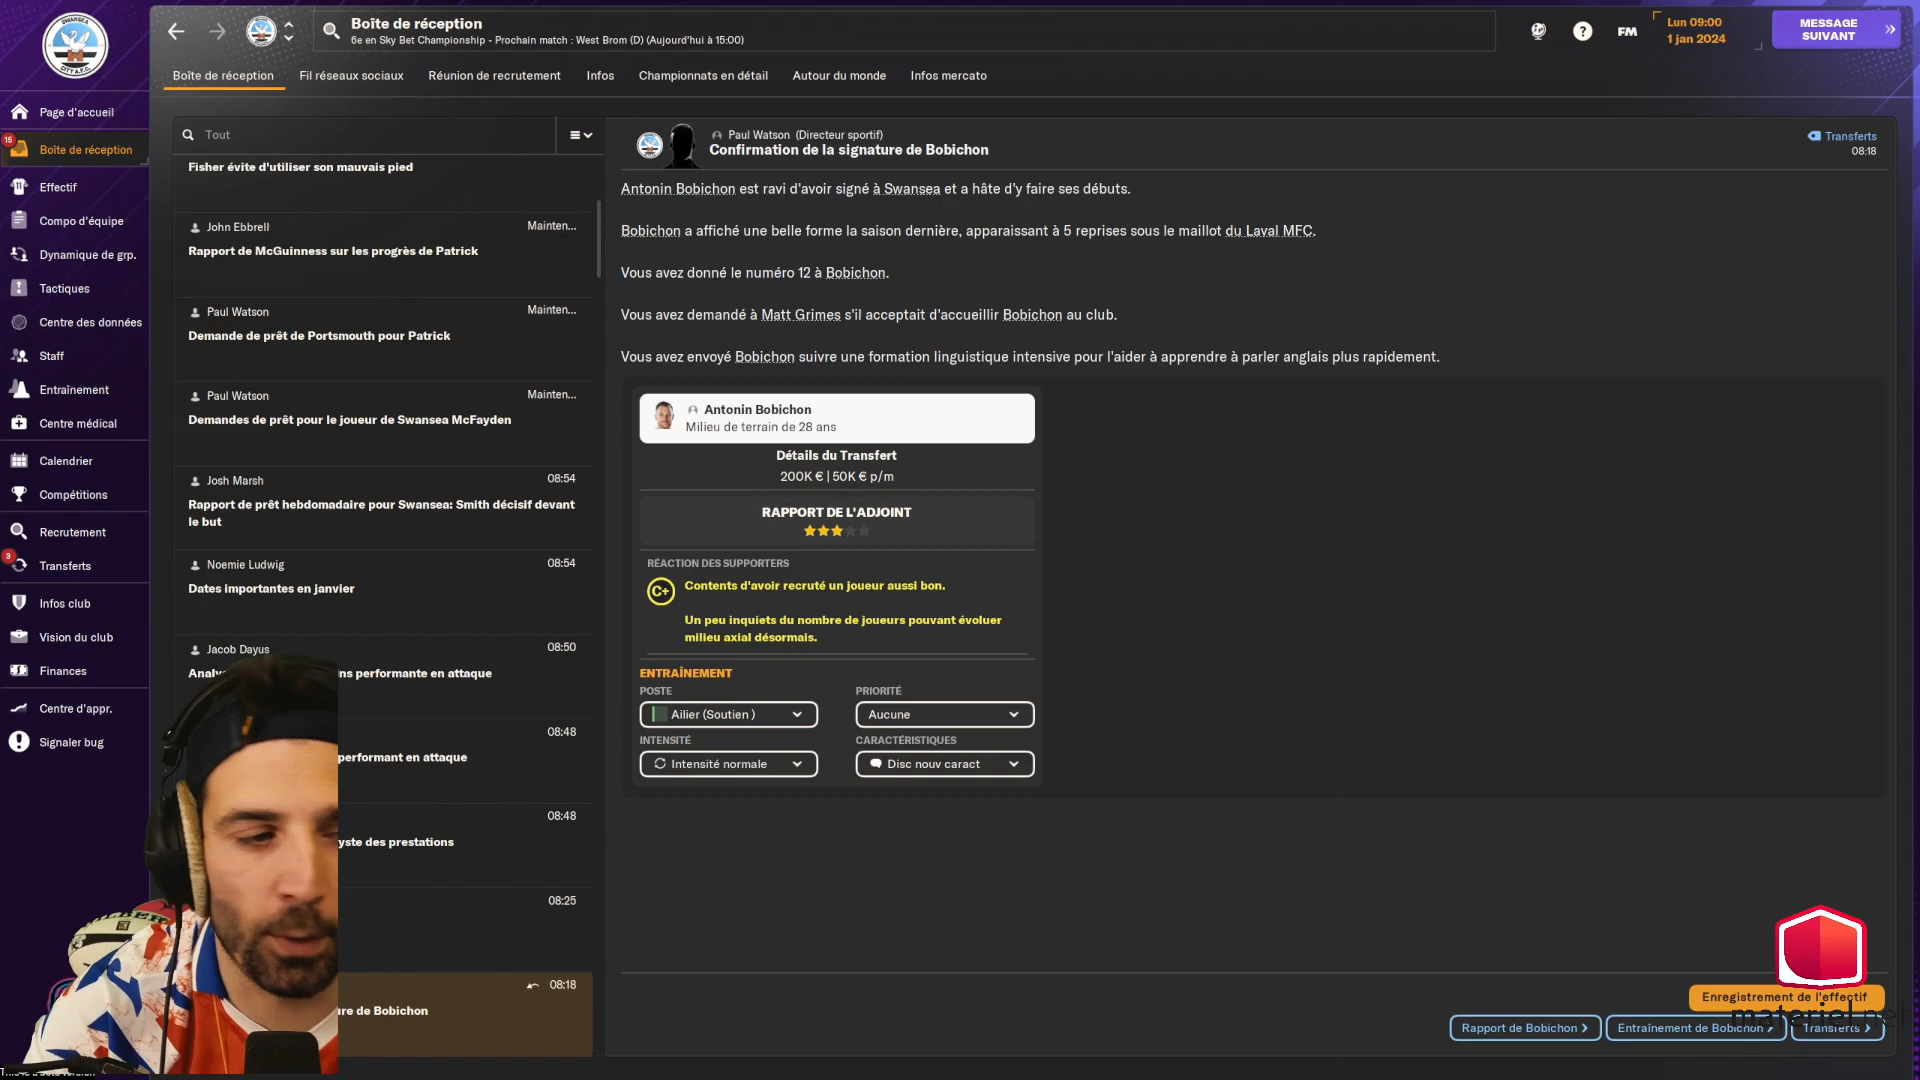 Boîte de réception
6e en Sky Bet Championship - Prochain match : West Brom (D) (Aujourd'hui à 15:00)
FM
Lun 09:00
1 jan 2024
MESSAGE
SUIVANT
Boîte de réception
Fil réseaux sociaux
Réunion de recrutement
Infos
Championnats en détail
Autour du monde
Infos mercato
Page d'accueil
15
Boîte de réception
Effectif
Compo d'équipe
Dynamique de grp.
Tactiques
Centre des données
Staff
Entraînement
Centre médical
Calendrier
Compétitions
Recrutement
3
Transferts
Infos club
Vision du club
Finances
Centre d'appr.
Signaler bug
Tout
Fisher évite d'utiliser son mauvais pied
John Ebbrell
Mainten...
Rapport de McGuinness sur les progrès de Patrick
Paul Watson
Mainten...
Demande de prêt de Portsmouth pour Patrick
Paul Watson
Mainten...
Demandes de prêt pour le joueur de Swansea McFayden
Josh Marsh
08:54
Rapport de prêt hebdomadaire pour Swansea: Smith décisif devant
le but
Noemie Ludwig
08:54
Dates importantes en janvier
Jacob Dayus
08:50
ns performante en attaque
08:48
performant en attaque
08:48
yste des prestations
08:25
08:18
re de Bobichon
Paul Watson (Directeur sportif)
Confirmation de la signature de Bobichon
Transferts
08:18
Antonin Bobichon est ravi d'avoir signé à Swansea et a hâte d'y faire ses débuts.
Bobichon a affiché une belle forme la saison dernière, apparaissant à 5 reprises sous le maillot du Laval MFC.
Vous avez donné le numéro 12 à Bobichon.
Vous avez demandé à Matt Grimes s'il acceptait d'accueillir Bobichon au club.
Vous avez envoyé Bobichon suivre une formation linguistique intensive pour l'aider à apprendre à parler anglais plus rapidement.
Antonin Bobichon
Milieu de terrain de 28 ans
Détails du Transfert
200K € | 50K € p/m
RAPPORT DE L'ADJOINT
RÉACTION DES SUPPORTERS
C+
Contents d'avoir recruté un joueur aussi bon.
Un peu inquiets du nombre de joueurs pouvant évoluer
milieu axial désormais.
ENTRAÎNEMENT
POSTE
PRIORITÉ
Ailier (Soutien )
Aucune
INTENSITÉ
CARACTÉRISTIQUES
Intensité normale
Disc nouv caract
Enregistrement de l'effectif
Rapport de Bobichon
Entraînement de Bobichon
Transferts